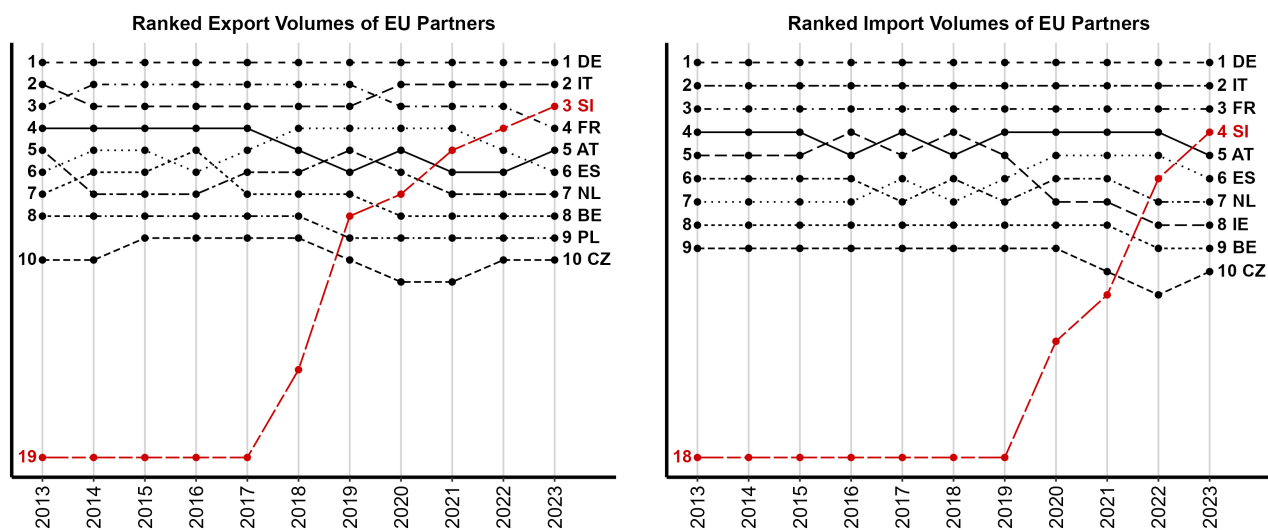 Ranked Export Volumes of EU Partners
1
2
3
4
5
6
7
8
10
19
1 DE
2 IT
3 SI
4 FR
5 AT
6 ES
7 NL
8 BE
9 PL
10 CZ
2013 2014 2015 2016 2017 2018 2019 2020 2021 2022 2023
Ranked Import Volumes of EU Partners
1
2
3
4
5
6
7
8
9
18
1 DE
2 IT
3 FR
4 SI
5 AT
6 ES
7 NL
8 IE
9 BE
10 CZ
2013 2014 2015 2016 2017 2018 2019 2020 2021 2022 2023